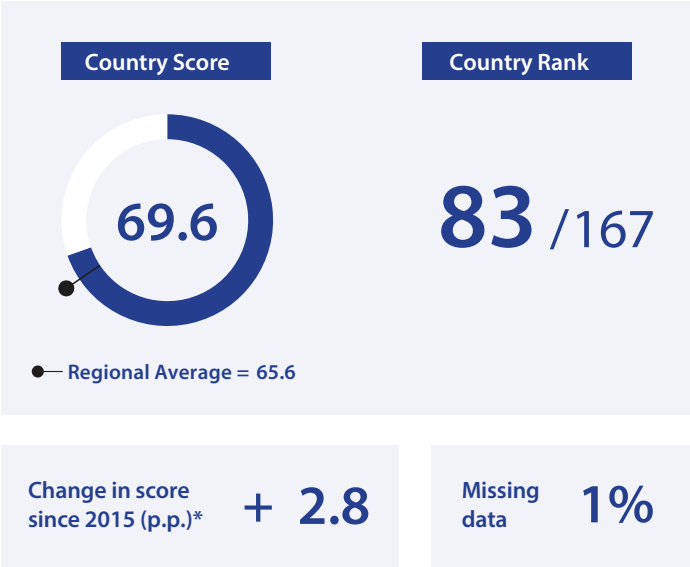 Country Score
Country Rank
69.6
83 /167
Regional Average = 65.6
Change in score
since 2015 (p.p.)*
+ 2.8
Missing
data
1%